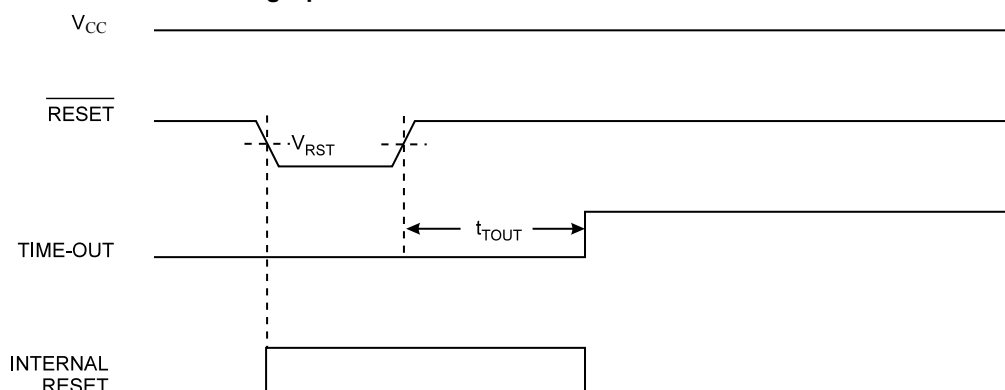 V_CC
RESET
V_RST
t_TOUT
TIME-OUT
INTERNAL
RESET